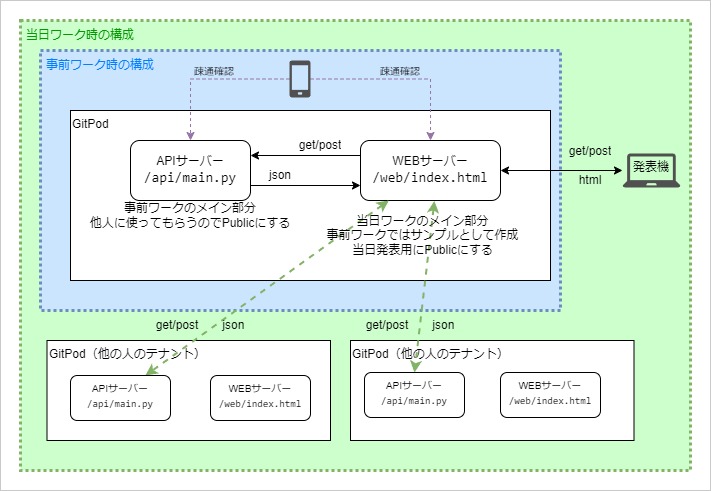 当日ワーク時の構成
事前ワーク時の構成
疎通確認
疎通確認
GitPod
APIサーバー
/api/main.py
get/post
json
WEBサーバー
/web/index.html
get/post
html
発表機
事前ワークのメイン部分
他人に使ってもらうのでPublicにする
当日ワークのメイン部分
事前ワークではサンプルとして作成
当日発表用にPublicにする
get/post
json
get/post
json
GitPod（他の人のテナント）
APIサーバー
/api/main.py
WEBサーバー
/web/index.html
GitPod（他の人のテナント）
APIサーバー
/api/main.py
WEBサーバー
/web/index.html